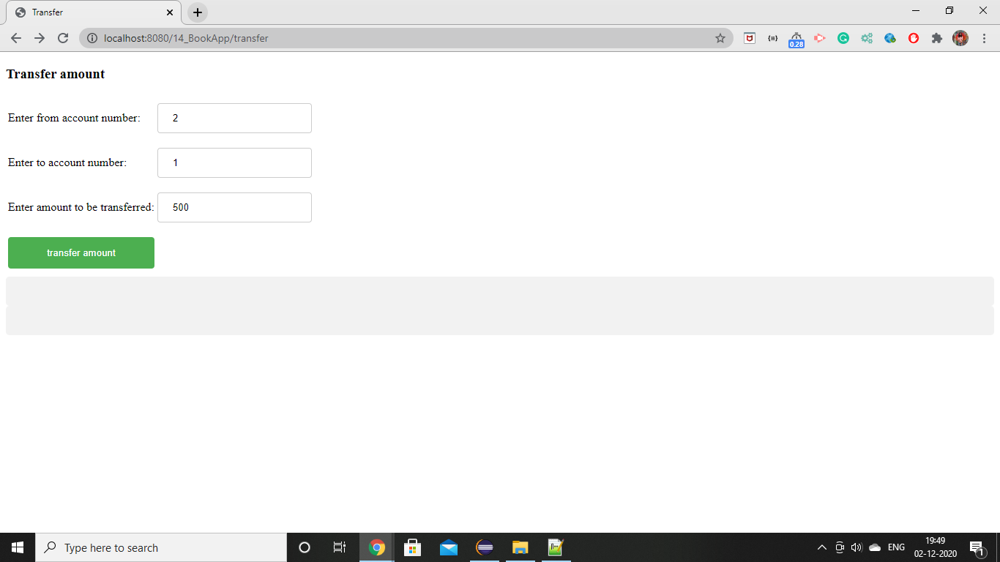 Transfer
localhost:8080/14_BookApp/transfer
0.28
Transfer amount
Enter from account number: 2
Enter to account number: 1
Enter amount to be transferred: 500
transfer amount
Type here to search
ENG
19:49
02-12-2020
1